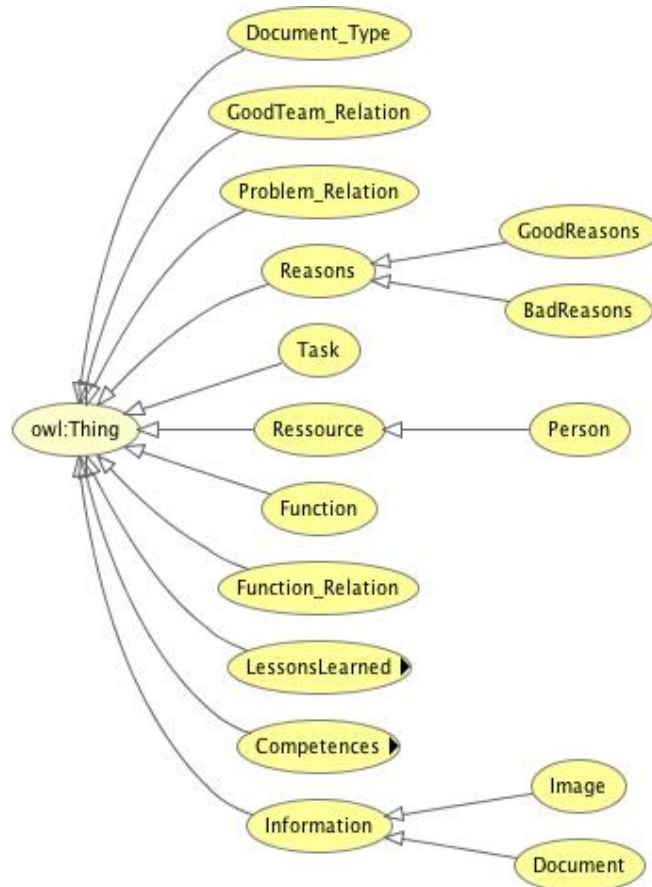 Document_Type
GoodTeam_Relation
Problem_Relation
GoodReasons
Reasons
BadReasons
Task
owl:Thing
Ressource
Person
Function
Function_Relation
LessonsLearned
Competences
Image
Information
Document